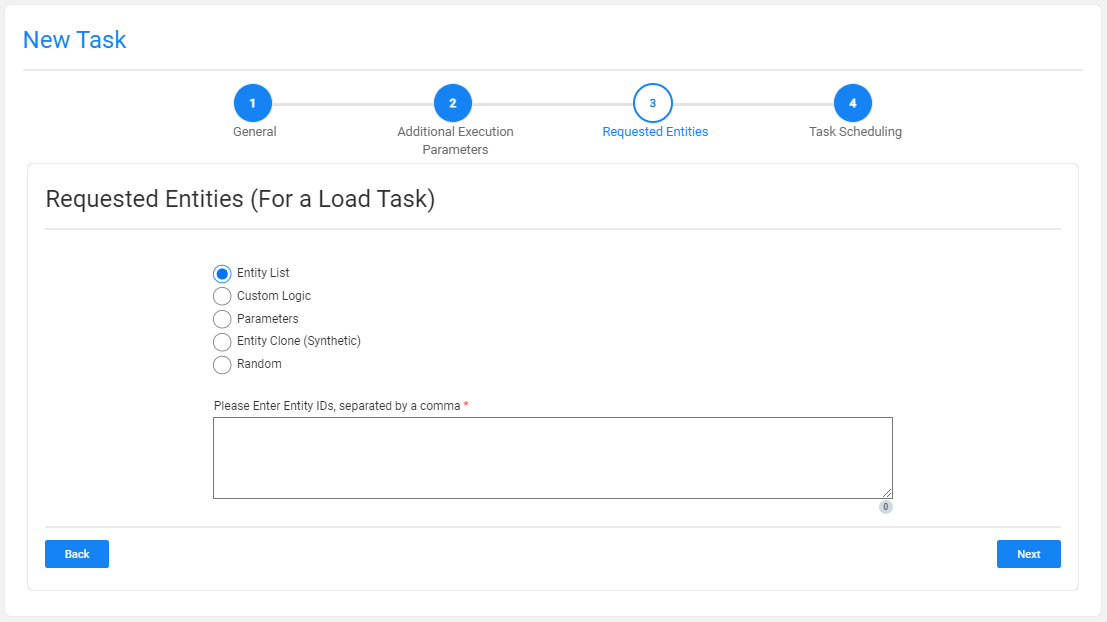 New Task
1
2
3
4
General
Additional Execution
Parameters
Requested Entities
Task Scheduling
Requested Entities (For a Load Task)
Entity List
Custom Logic
Parameters
Entity Clone (Synthetic)
Random
Please Enter Entity IDs, separated by a comma *
0
Back
Next